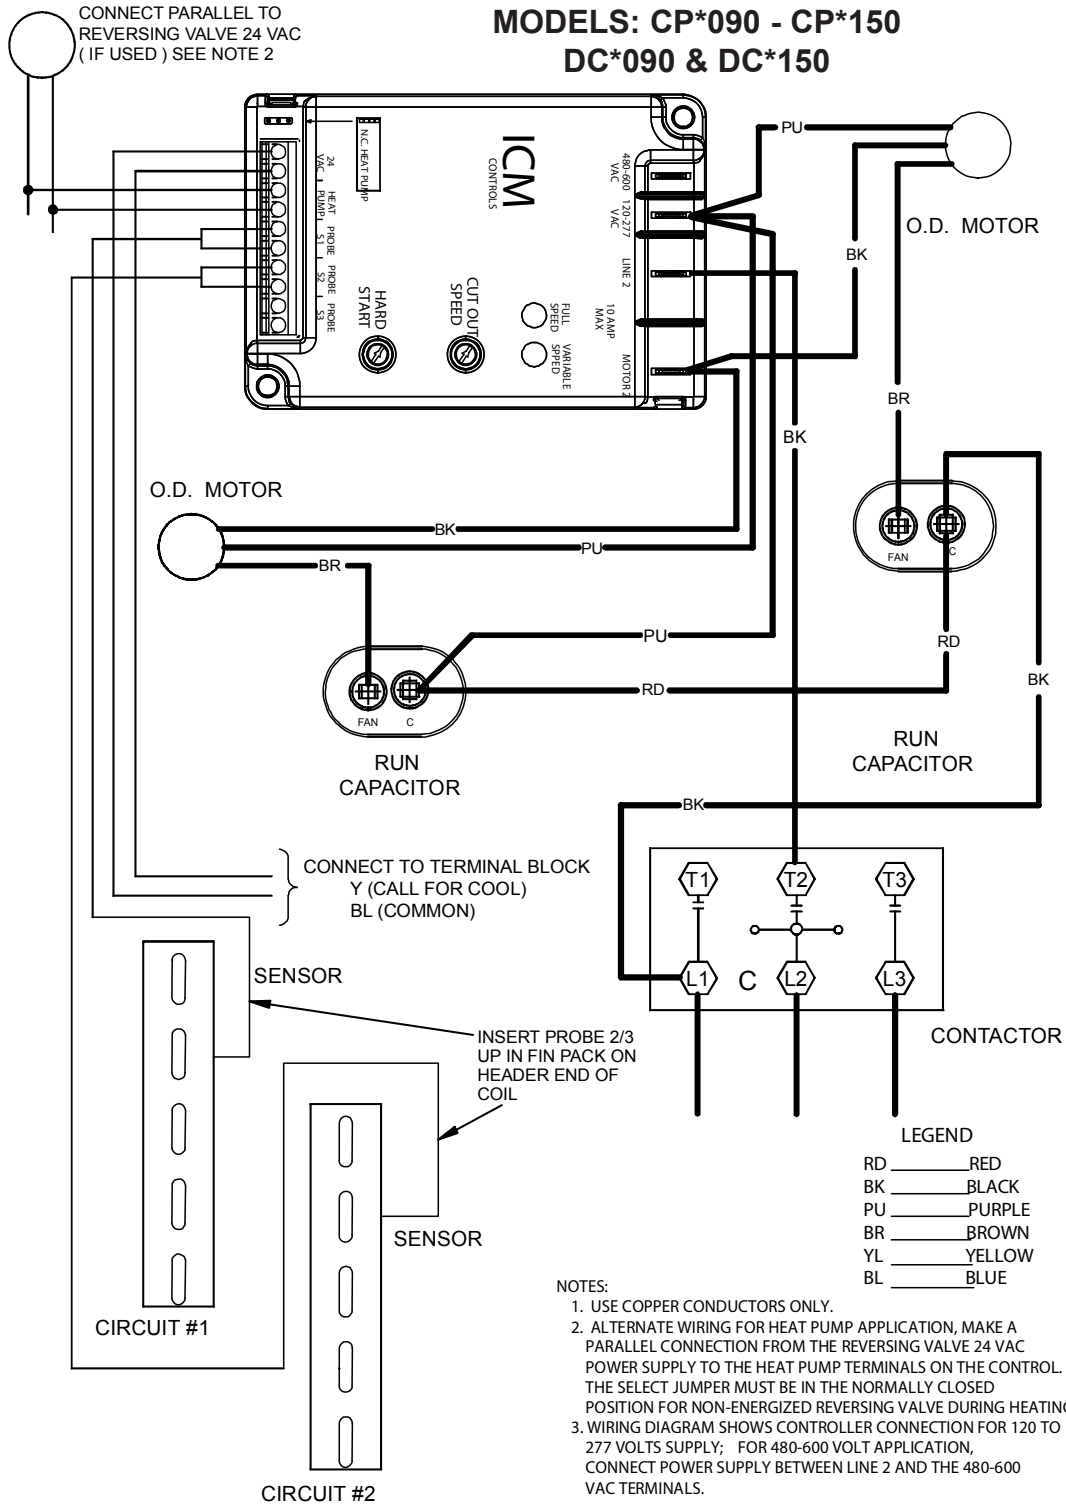 CONNECT PARALLEL TO
REVERSING VALVE 24 VAC
( IF USED ) SEE NOTE 2
MODELS: CP*090 - CP*150
DC*090 & DC*150
N.C. HEAT PUMP
ICM
CONTROLS
24
VAC
HEAT
PUMP
PROBE
S1
PROBE
S2
PROBE
S3
480-600
VAC
120-277
VAC
LINE 2
10 AMP
MAX
MOTOR 2
HARD
START
CUT OUT
SPEED
FULL
SPEED
VARIABLE
SPPED
PU
BK
O.D. MOTOR
BK
BR
BK
FAN
C
O.D. MOTOR
BK
PU
BR
PU
RD
RD
BK
FAN
C
RUN
CAPACITOR
RUN
CAPACITOR
BK
CONNECT TO TERMINAL BLOCK
Y (CALL FOR COOL)
BL (COMMON)
T1
T2
T3
L1
C
L2
L3
CONTACTOR
SENSOR
INSERT PROBE 2/3
UP IN FIN PACK ON
HEADER END OF
COIL
SENSOR
CIRCUIT #1
CIRCUIT #2
LEGEND
RD ________RED
BK ________BLACK
PU ________PURPLE
BR ________BROWN
YL ________YELLOW
BL ________BLUE
NOTES:
1. USE COPPER CONDUCTORS ONLY.
2. ALTERNATE WIRING FOR HEAT PUMP APPLICATION, MAKE A
PARALLEL CONNECTION FROM THE REVERSING VALVE 24 VAC
POWER SUPPLY TO THE HEAT PUMP TERMINALS ON THE CONTROL.
THE SELECT JUMPER MUST BE IN THE NORMALLY CLOSED
POSITION FOR NON-ENERGIZED REVERSING VALVE DURING HEATING
3. WIRING DIAGRAM SHOWS CONTROLLER CONNECTION FOR 120 TO
277 VOLTS SUPPLY; FOR 480-600 VOLT APPLICATION,
CONNECT POWER SUPPLY BETWEEN LINE 2 AND THE 480-600
VAC TERMINALS.